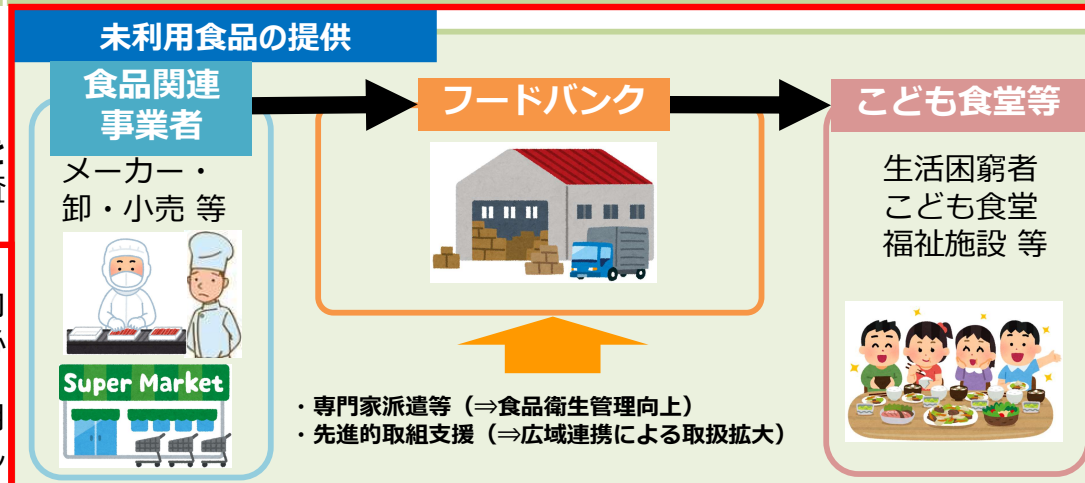 未利用食品の提供
食品関連
事業者
メーカー・
卸・小売 等
Super Market
フードバンク
・専門家派遣等（⇒食品衛生管理向上）
・先進的取組支援（⇒広域連携による取扱拡大）
こども食堂等
生活困窮者
こども食堂
福祉施設 等